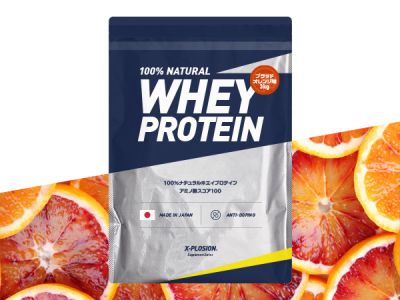 100% NATURAL
WHEY
PROTEIN
ブラッド
オレンジ味
3kg
100%ナチュラルホエイプロテイン
アミノ酸スコア100
MADE IN JAPAN
ANTI-DOPING
X-PLOSION